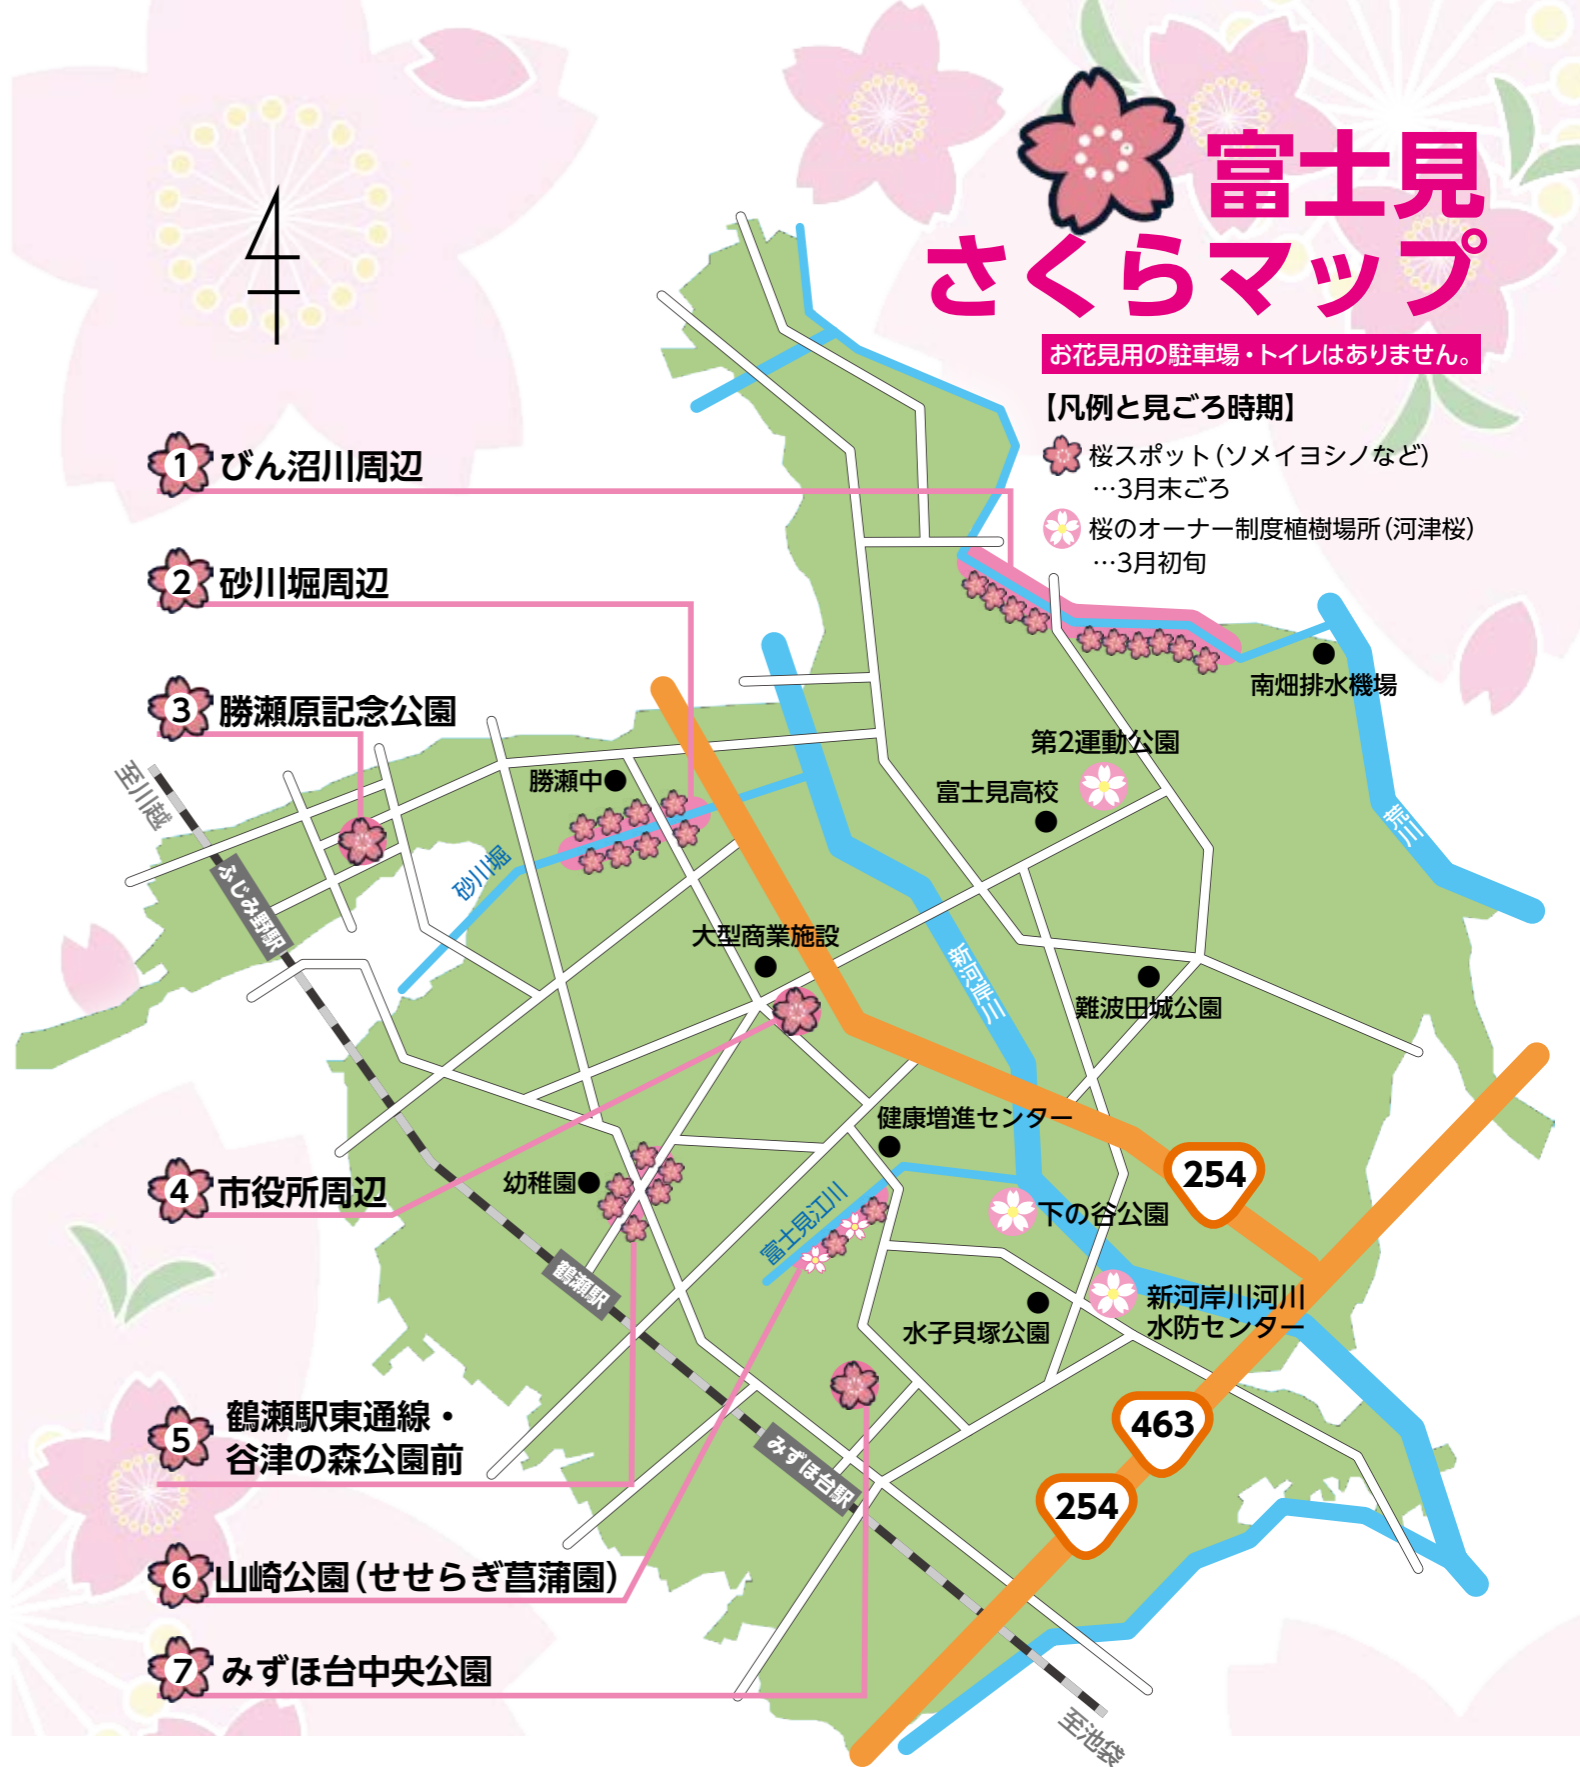 富士見
さくらマップ
お花見用の駐車場・トイレはありません。
【凡例と見ごろ時期】
桜スポット(ソメイヨシノなど)
…3月末ごろ
桜のオーナー制度植樹場所(河津桜)
…3月初旬
1 びん沼川周辺
2 砂川堀周辺
3 勝瀬原記念公園
南畑排水機場
第2運動公園
富士見高校
勝瀬中
至川越
ふじみ野駅
砂川堀
荒川
大型商業施設
新河岸川
難波田城公園
健康増進センター
4 市役所周辺
幼稚園
254
富士見江川
下の谷公園
鶴瀬駅
新河岸川河川
水防センター
水子貝塚公園
5 鶴瀬駅東通線・
谷津の森公園前
463
みずほ台駅
254
6 山崎公園(せせらぎ菖蒲園)
7 みずほ台中央公園
至池袋